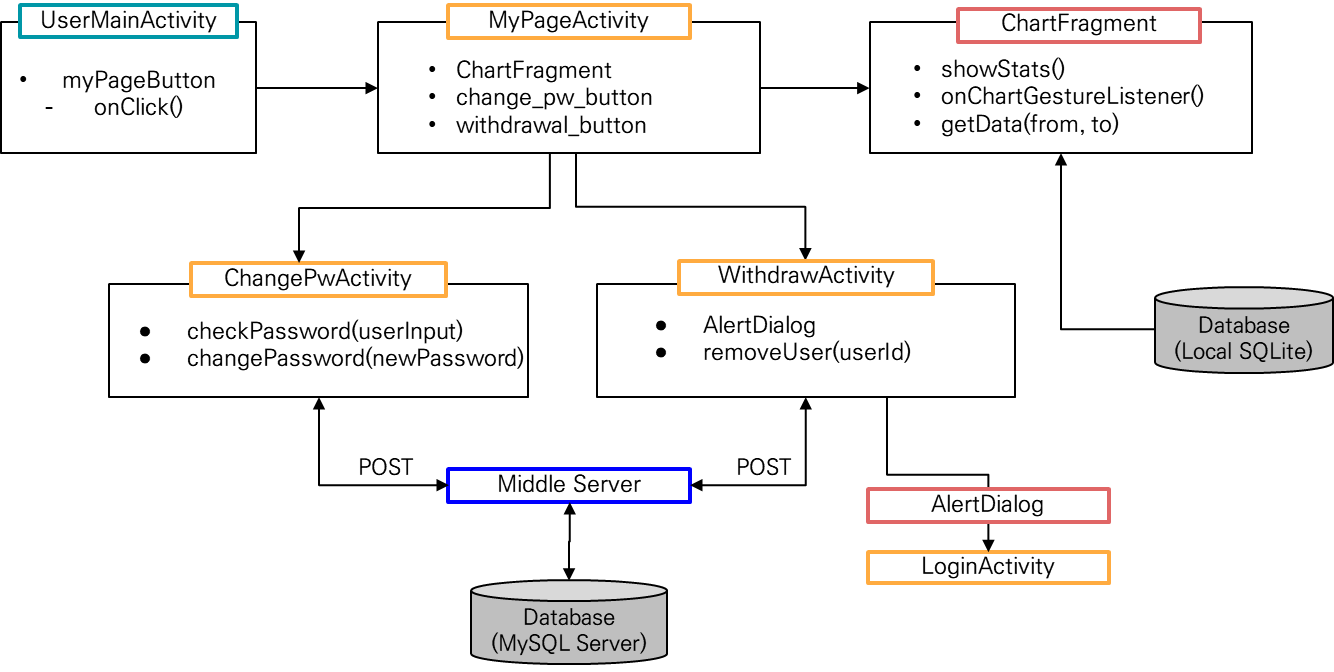 UserMainActivity
• myPageButton
- onClick()
MyPageActivity
• ChartFragment
• change_pw_button
• withdrawal_button
ChartFragment
• showStats()
• onChartGestureListener()
• getData(from, to)
ChangePwActivity
● checkPassword(userInput)
● changePassword(newPassword)
WithdrawActivity
● AlertDialog
● removeUser(userId)
Database
(Local SQLite)
POST
Middle Server
POST
AlertDialog
LoginActivity
Database
(MySQL Server)